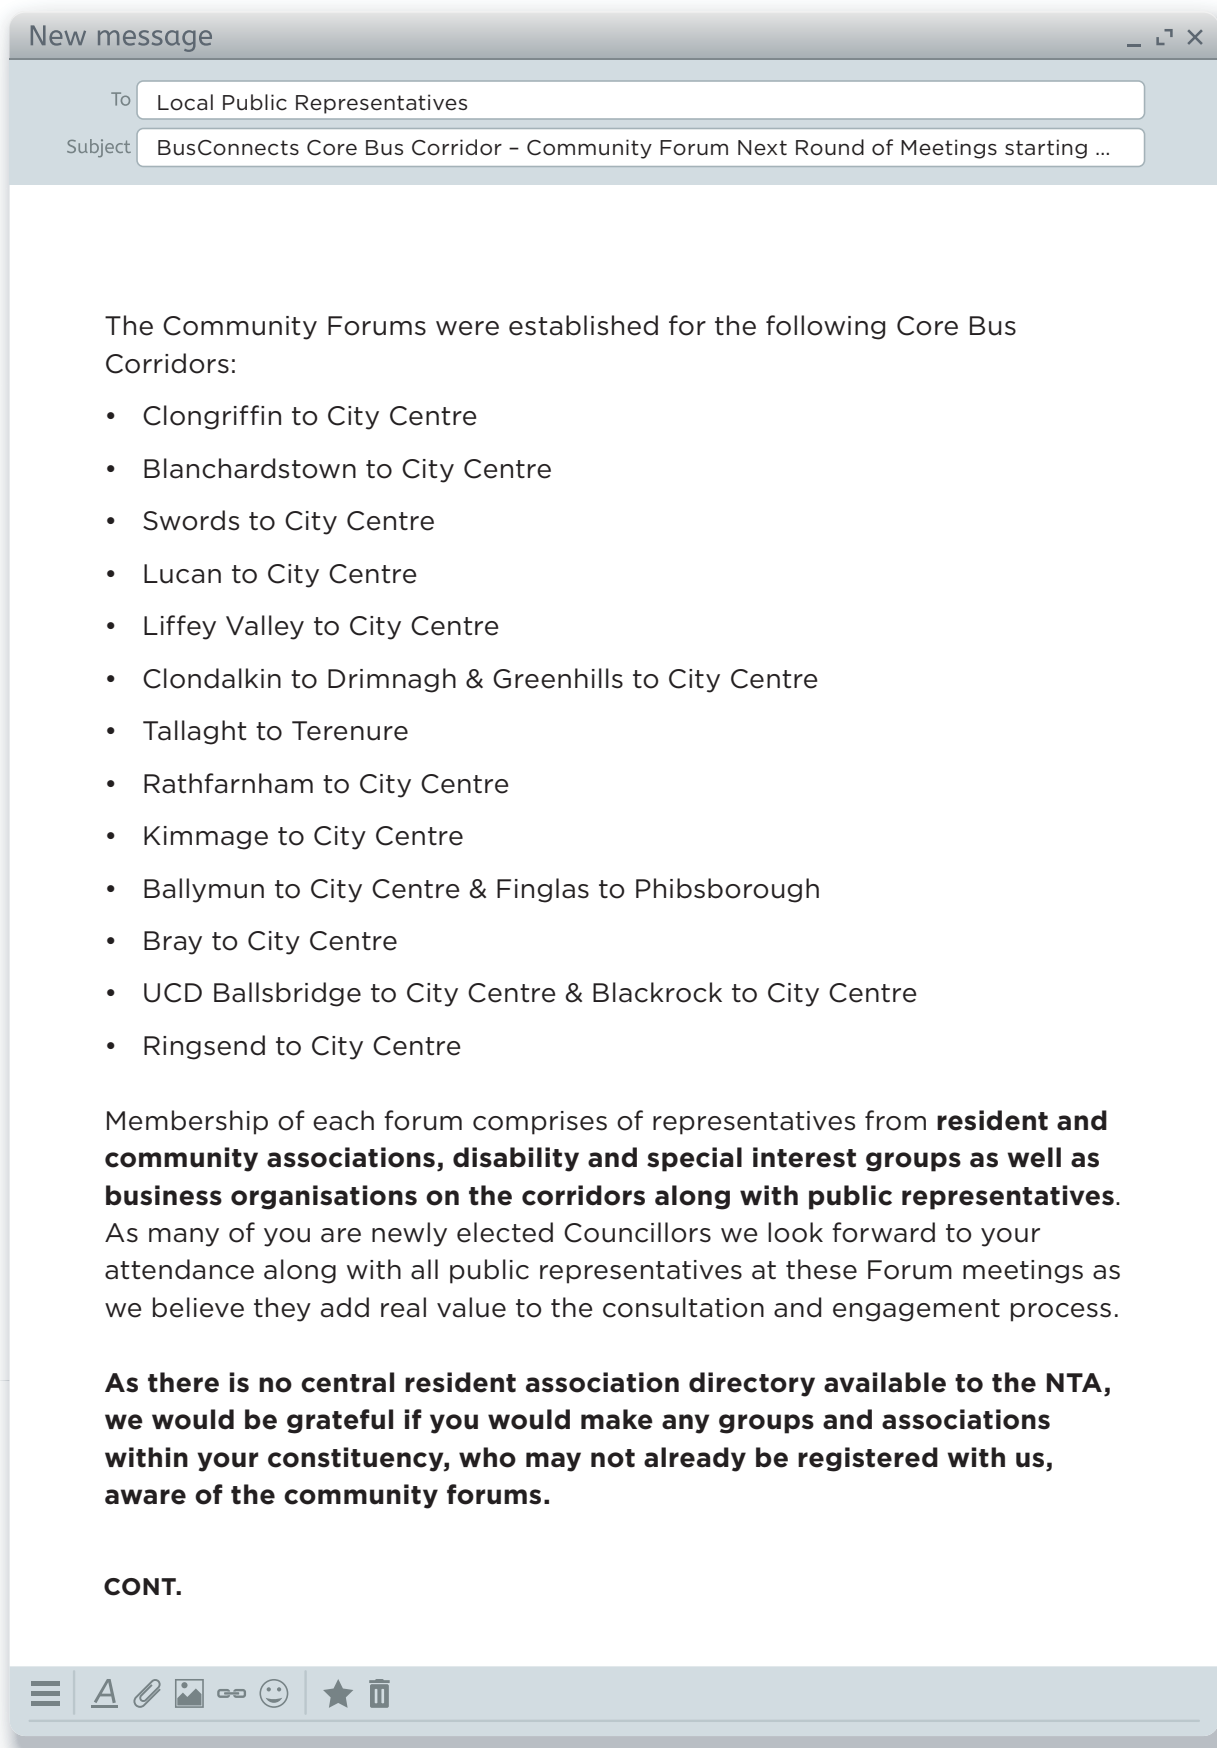 New message
To Local Public Representatives
Subject BusConnects Core Bus Corridor – Community Forum Next Round of Meetings starting ...
The Community Forums were established for the following Core Bus
Corridors:
• Clongriffin to City Centre
• Blanchardstown to City Centre
• Swords to City Centre
• Lucan to City Centre
• Liffey Valley to City Centre
• Clondalkin to Drimnagh & Greenhills to City Centre
• Tallaght to Terenure
• Rathfarnham to City Centre
• Kimmage to City Centre
• Ballymun to City Centre & Finglas to Phibsborough
• Bray to City Centre
• UCD Ballsbridge to City Centre & Blackrock to City Centre
• Ringsend to City Centre
Membership of each forum comprises of representatives from resident and
community associations, disability and special interest groups as well as
business organisations on the corridors along with public representatives.
As many of you are newly elected Councillors we look forward to your
attendance along with all public representatives at these Forum meetings as
we believe they add real value to the consultation and engagement process.
As there is no central resident association directory available to the NTA,
we would be grateful if you would make any groups and associations
within your constituency, who may not already be registered with us,
aware of the community forums.
CONT.
A